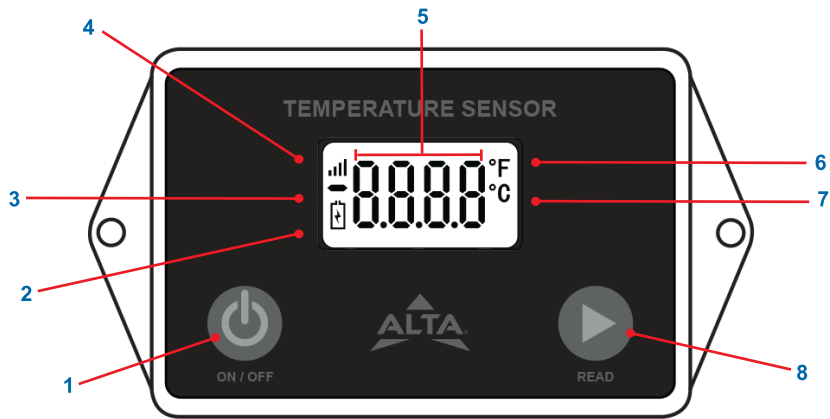 5
4
TEMPERATURE SENSOR
8.8.8.8
°F
6
3
°C
7
2
ALTA
1
ON / OFF
READ
8